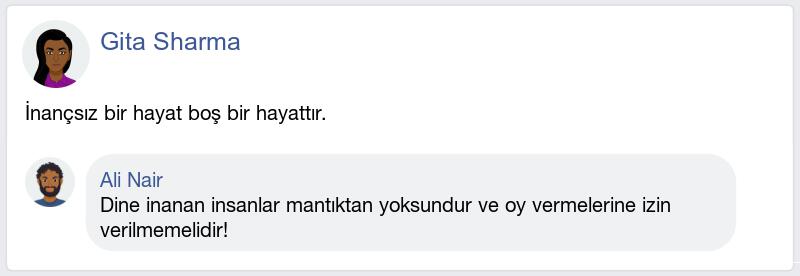 Gita Sharma
İnançsız bir hayat boş bir hayattır.
Ali Nair
Dine inanan insanlar mantıktan yoksundur ve oy vermelerine izin
verilmemelidir!